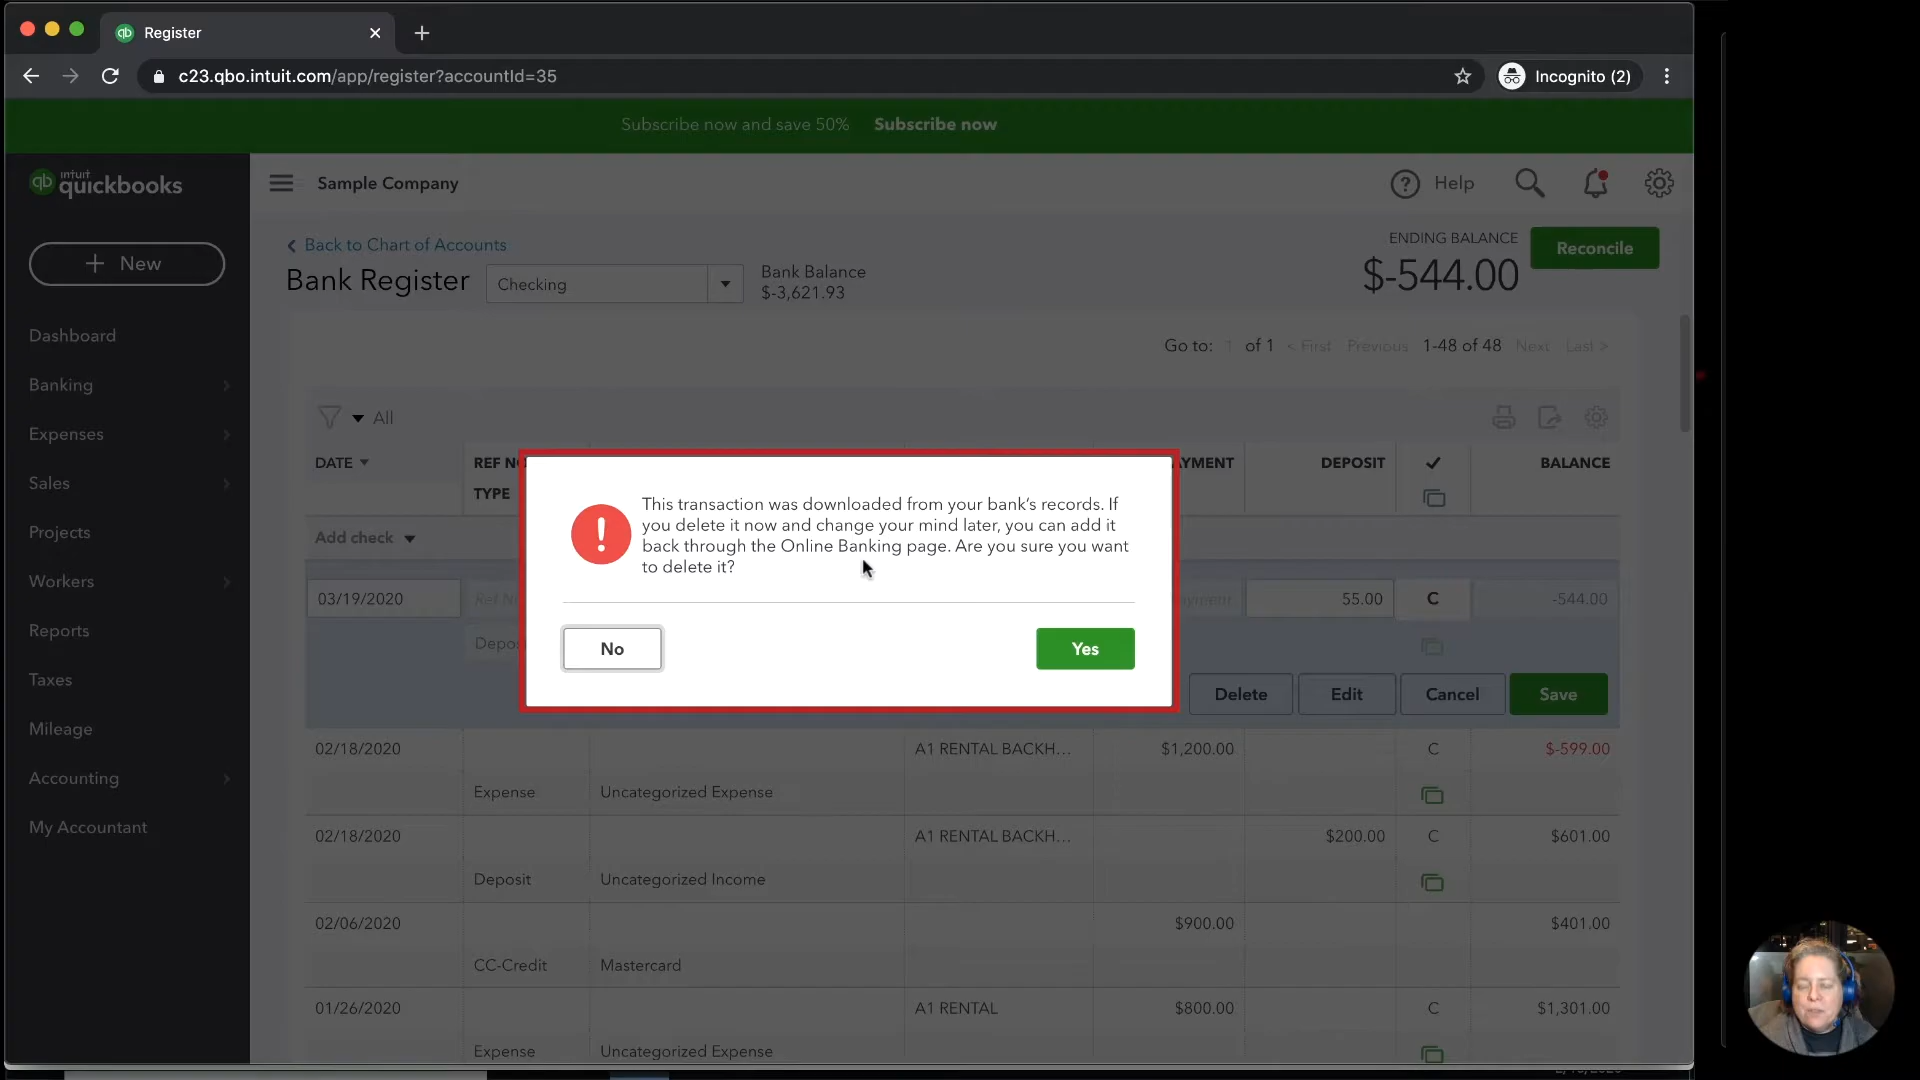 Register
c23.qbo.intuit.com/app/register?accountId=35
Incognito (2)
Subscribe now and save 50% Subscribe now
intuit
quickbooks
Sample Company
Help
New
Dashboard
Banking
Expenses
Sales
Projects
Workers
Reports
Taxes
Mileage
Accounting
My Accountant
Back to Chart of Accounts
Bank Register
Checking
Bank Balance
$-3,621.93
ENDING BALANCE
$-544.00
Reconcile
Go to: 1 of 1 < First Previous 1-48 of 48 Next Last >
All
DATE REF NO DEPOSIT BALANCE
TYPE
Add check
This transaction was downloaded from your bank's records. If
you delete it now and change your mind later, you can add it
back through the Online Banking page. Are you sure you want
to delete it?
No Yes
03/19/2020 55.00 C -544.00
Delete Edit Cancel Save
02/18/2020 A1 RENTAL BACKH... $1,200.00 C $-599.00
Expense Uncategorized Expense
02/18/2020 A1 RENTAL BACKH... $200.00 C $601.00
Deposit Uncategorized Income
02/06/2020 $900.00 $401.00
CC-Credit Mastercard
01/26/2020 A1 RENTAL $800.00 C $1,301.00
Expense Uncategorized Expense